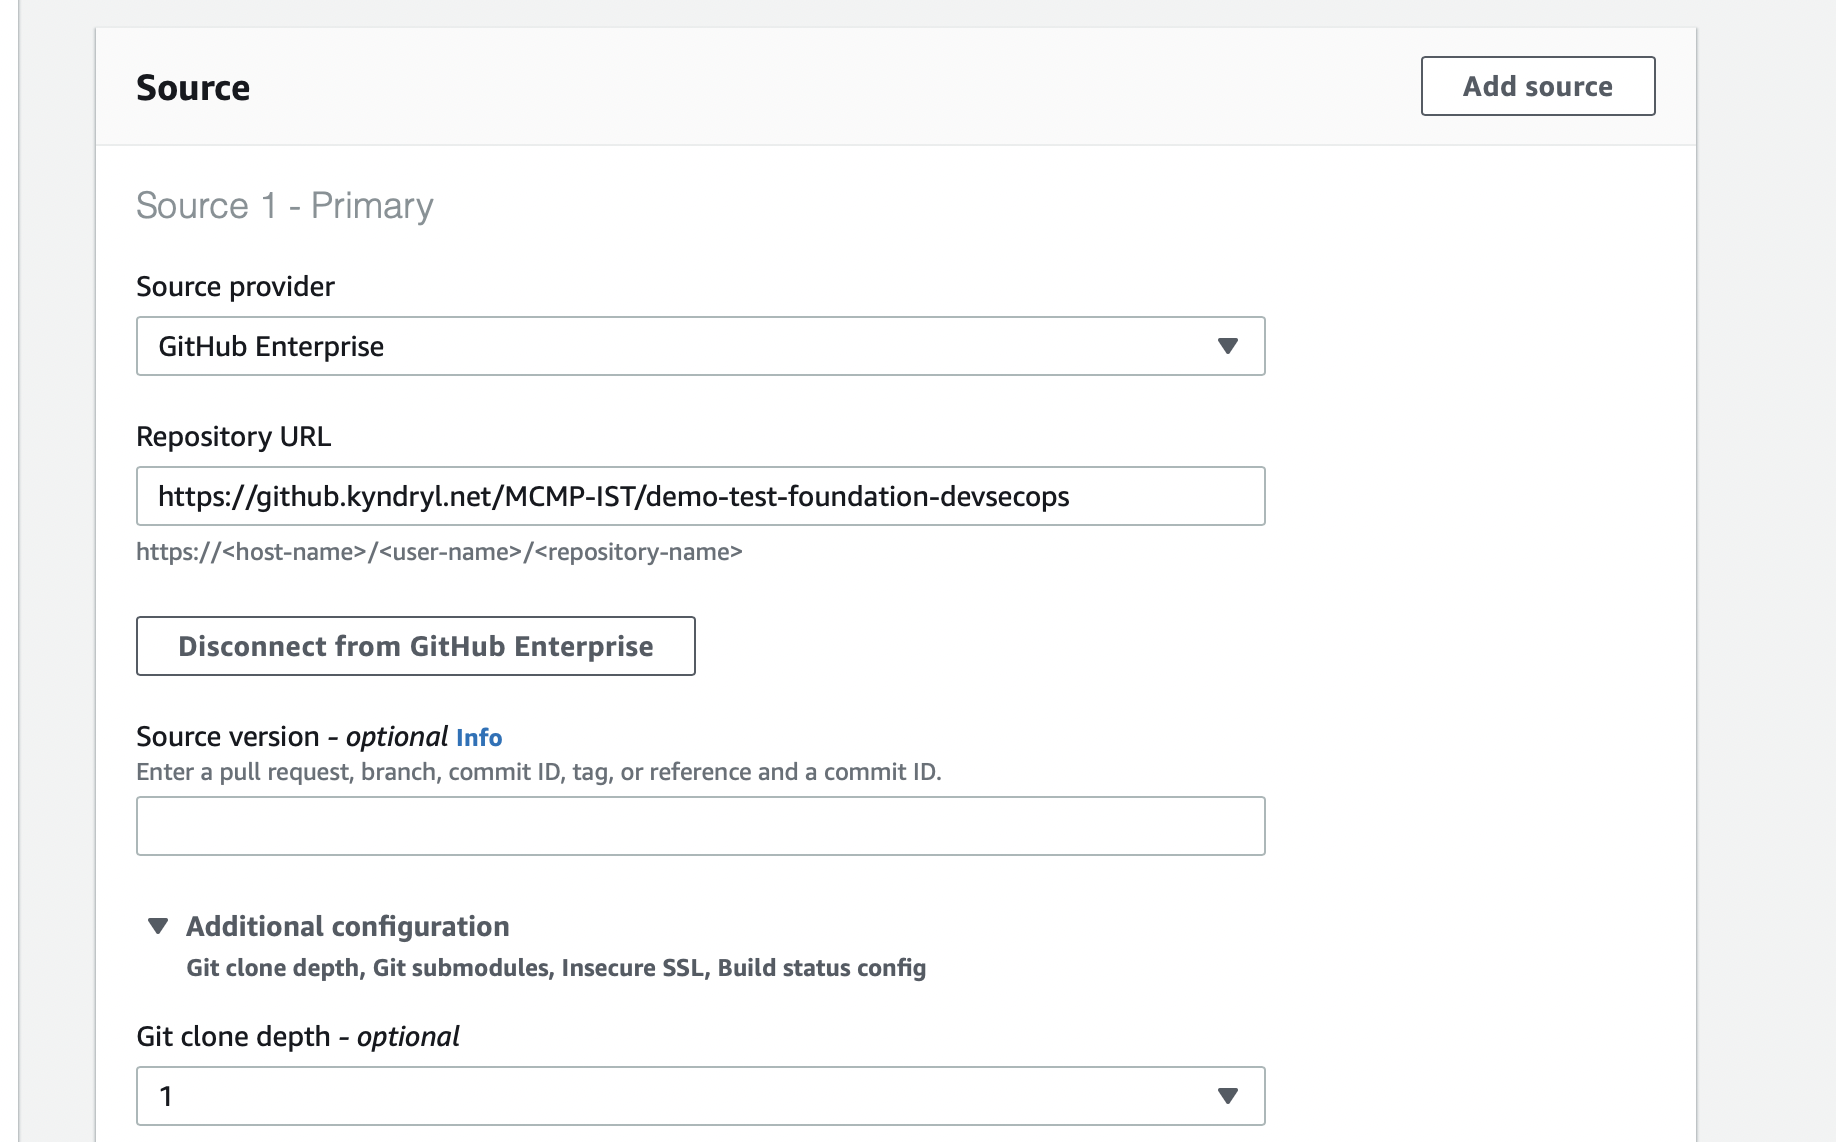 Source
Add source
Source 1 - Primary
Source provider
GitHub Enterprise
Repository URL
https://github.kyndryl.net/MCMP-IST/demo-test-foundation-devsecops
https://<host-name>/<user-name>/<repository-name>
Disconnect from GitHub Enterprise
Source version - optional Info
Enter a pull request, branch, commit ID, tag, or reference and a commit ID.
Additional configuration
Git clone depth, Git submodules, Insecure SSL, Build status config
Git clone depth - optional
1